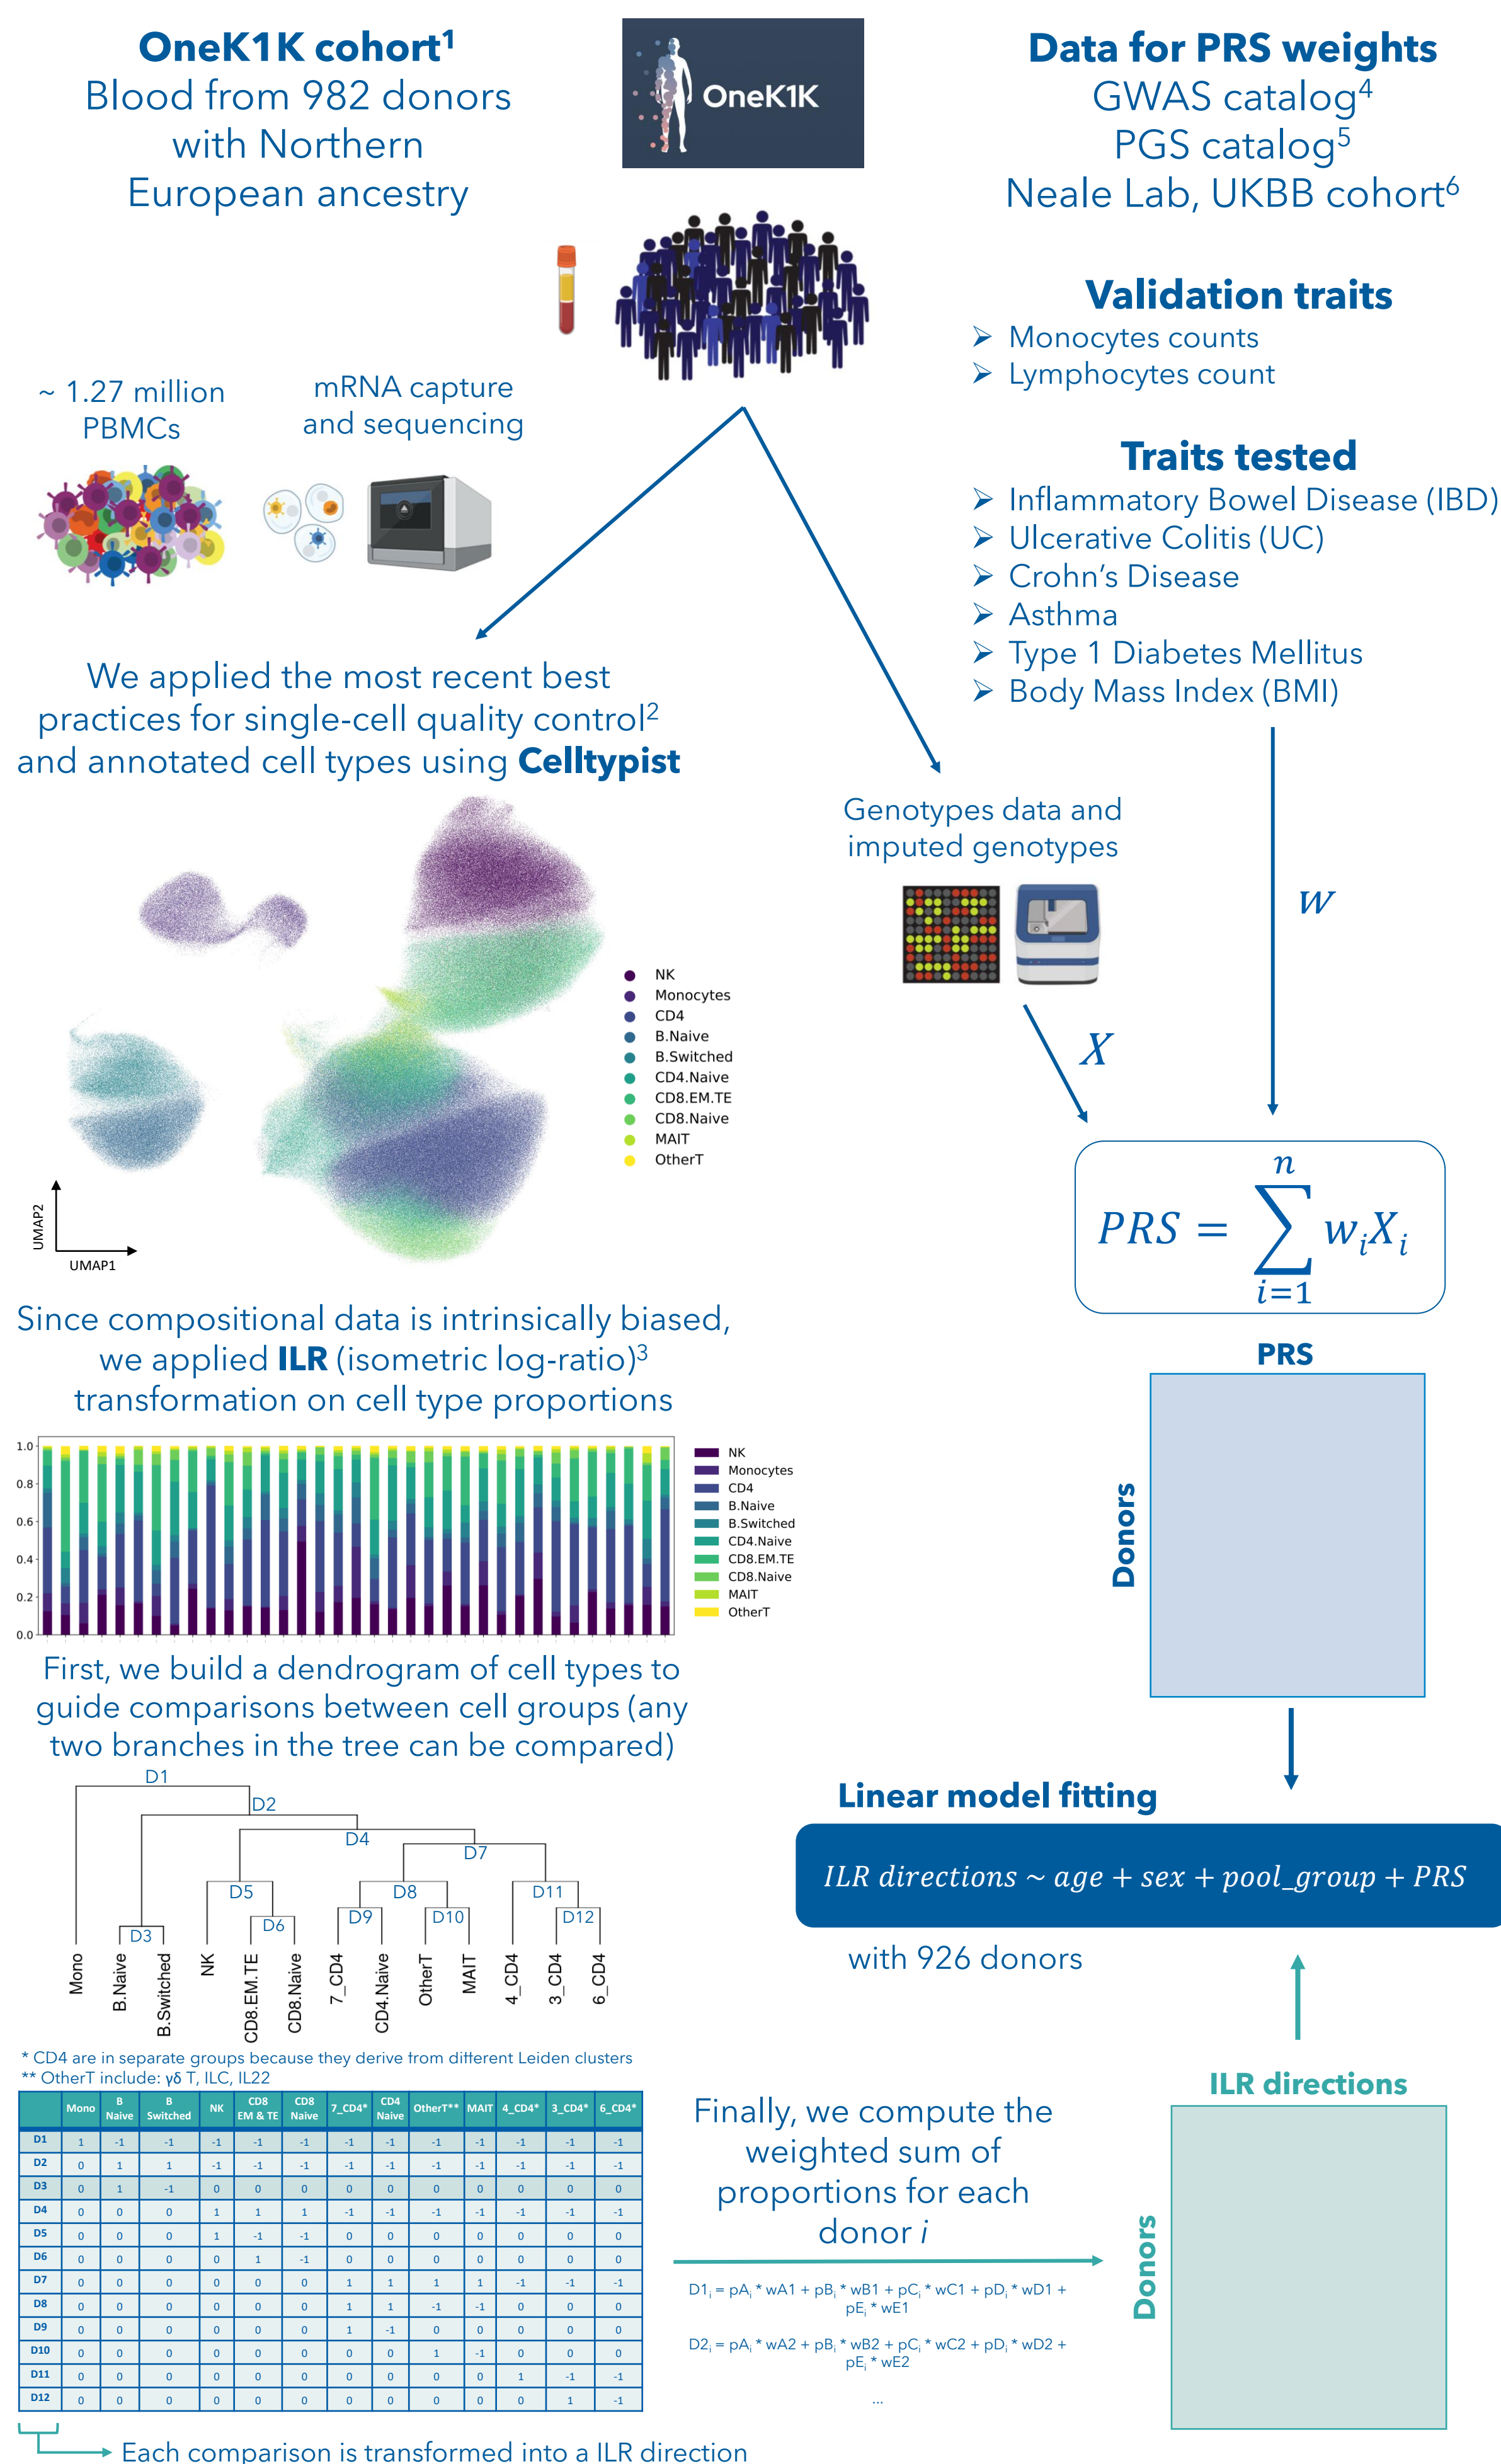 OneK1K cohort1
Blood from 982 donors
with Northern
European ancestry
OneK1K
Data for PRS weights
GWAS catalog4
PGS catalog5
Neale Lab, UKBB cohort6
Validation traits
➢ Monocytes counts
➢ Lymphocytes count
~ 1.27 million
PBMCs
mRNA capture
and sequencing
Traits tested
➢ Inflammatory Bowel Disease (IBD)
➢ Ulcerative Colitis (UC)
➢ Crohn’s Disease
➢ Asthma
➢ Type 1 Diabetes Mellitus
➢ Body Mass Index (BMI)
We applied the most recent best
practices for single-cell quality control2
and annotated cell types using Celltypist
NK
Monocytes
CD4
B.Naive
B.Switched
CD4.Naive
CD8.EM.TE
CD8.Naive
MAIT
OtherT
UMAP2
UMAP1
Genotypes data and
imputed genotypes
w
X
PRS = ∑ n i=1 wiXi
Since compositional data is intrinsically biased,
we applied ILR (isometric log-ratio)3
transformation on cell type proportions
1.0
0.8
0.6
0.4
0.2
0.0
NK
Monocytes
CD4
B.Naive
B.Switched
CD4.Naive
CD8.EM.TE
CD8.Naive
MAIT
OtherT
PRS
Donors
First, we build a dendrogram of cell types to
guide comparisons between cell groups (any
two branches in the tree can be compared)
D1
D2
D4
D7
D5
D8
D11
D3
D6
D9
D10
D12
Mono
B.Naive
B.Switched
NK
CD8.EM.TE
CD8.Naive
7_CD4
CD4.Naive
OtherT
MAIT
4_CD4
3_CD4
6_CD4
* CD4 are in separate groups because they derive from different Leiden clusters
** OtherT include: γδ T, ILC, IL22
Mono B Naive B Switched NK CD8 EM & TE CD8 Naive 7_CD4* CD4 Naive OtherT** MAIT 4_CD4* 3_CD4* 6_CD4*
D1 1 -1 -1 -1 -1 -1 -1 -1 -1 -1 -1 -1 -1
D2 0 1 1 -1 -1 -1 -1 -1 -1 -1 -1 -1 -1
D3 0 1 -1 0 0 0 0 0 0 0 0 0 0
D4 0 0 0 1 1 1 -1 -1 -1 -1 -1 -1 -1
D5 0 0 0 1 -1 -1 0 0 0 0 0 0 0
D6 0 0 0 0 1 -1 0 0 0 0 0 0 0
D7 0 0 0 0 0 0 1 1 1 1 -1 -1 -1
D8 0 0 0 0 0 0 1 1 -1 -1 0 0 0
D9 0 0 0 0 0 0 1 -1 0 0 0 0 0
D10 0 0 0 0 0 0 0 0 1 -1 0 0 0
D11 0 0 0 0 0 0 0 0 0 0 1 -1 -1
D12 0 0 0 0 0 0 0 0 0 0 0 1 -1
Each comparison is transformed into a ILR direction
Linear model fitting
ILR directions ~ age + sex + pool_group + PRS
with 926 donors
Finally, we compute the
weighted sum of
proportions for each
donor i
D1i = pAi * wA1 + pBi * wB1 + pCi * wC1 + pDi * wD1 +
pEi * wE1
D2i = pAi * wA2 + pBi * wB2 + pCi * wC2 + pDi * wD2 +
pEi * wE2
...
ILR directions
Donors